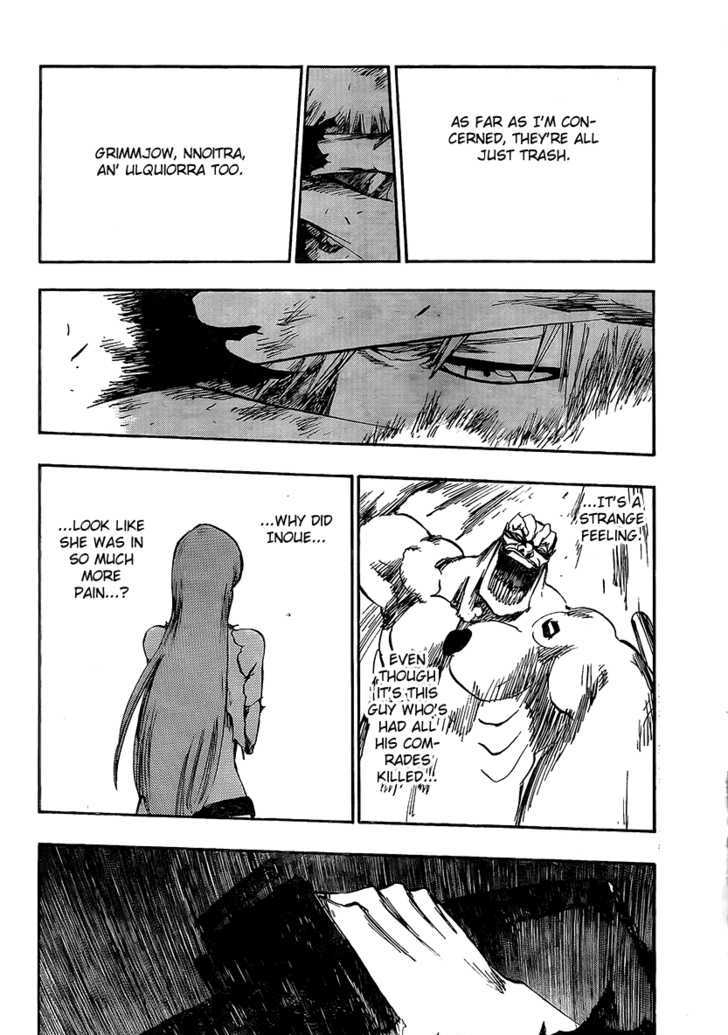 AS FAR AS I'M CON-
CERNED, THEY'RE ALL
JUST TRASH.
GRIMMJOW, NNOITRA,
AN' ULQUIORRA TOO.
...IT'S A
STRANGE
FEELING.
EVEN
THOUGH
IT'S THIS
GUY WHO'S
HAD ALL
HIS COM-
RADES
KILLED...
...WHY DID
INOUE...
...LOOK LIKE
SHE WAS IN
SO MUCH
MORE
PAIN...?